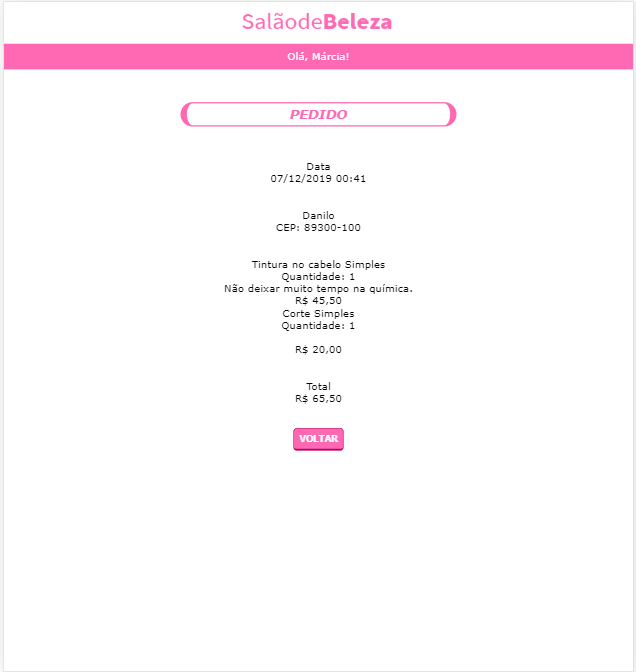 SalãodeBeleza
Olá, Márcia!
PEDIDO
Data
07/12/2019 00:41
Danilo
CEP: 89300-100
Tintura no cabelo Simples
Quantidade: 1
Não deixar muito tempo na química.
R$ 45,50
Corte Simples
Quantidade: 1
R$ 20,00
Total
R$ 65,50
VOLTAR